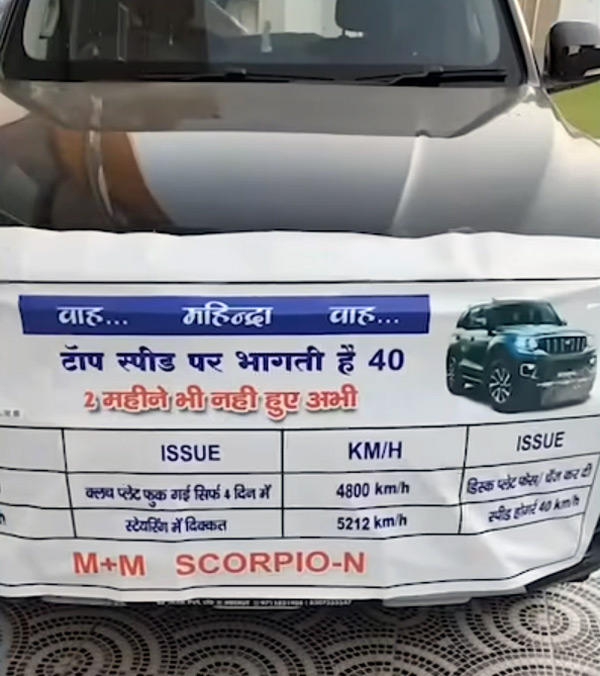 वाह... महिन्द्रा वाह...
टॉप स्पीड पर भागती है 40
2 महीने भी नही हुए अभी
ISSUE KM/H ISSUE
क्लच प्लेट फुक गई सिर्फ 4 दिन में 4800 km/h डिस्क प्लेट फोस/ चेंज कर दी
स्टेयरिंग में दिक्कत 5212 km/h स्पीड होगई 40 km/h
M+M SCORPIO-N